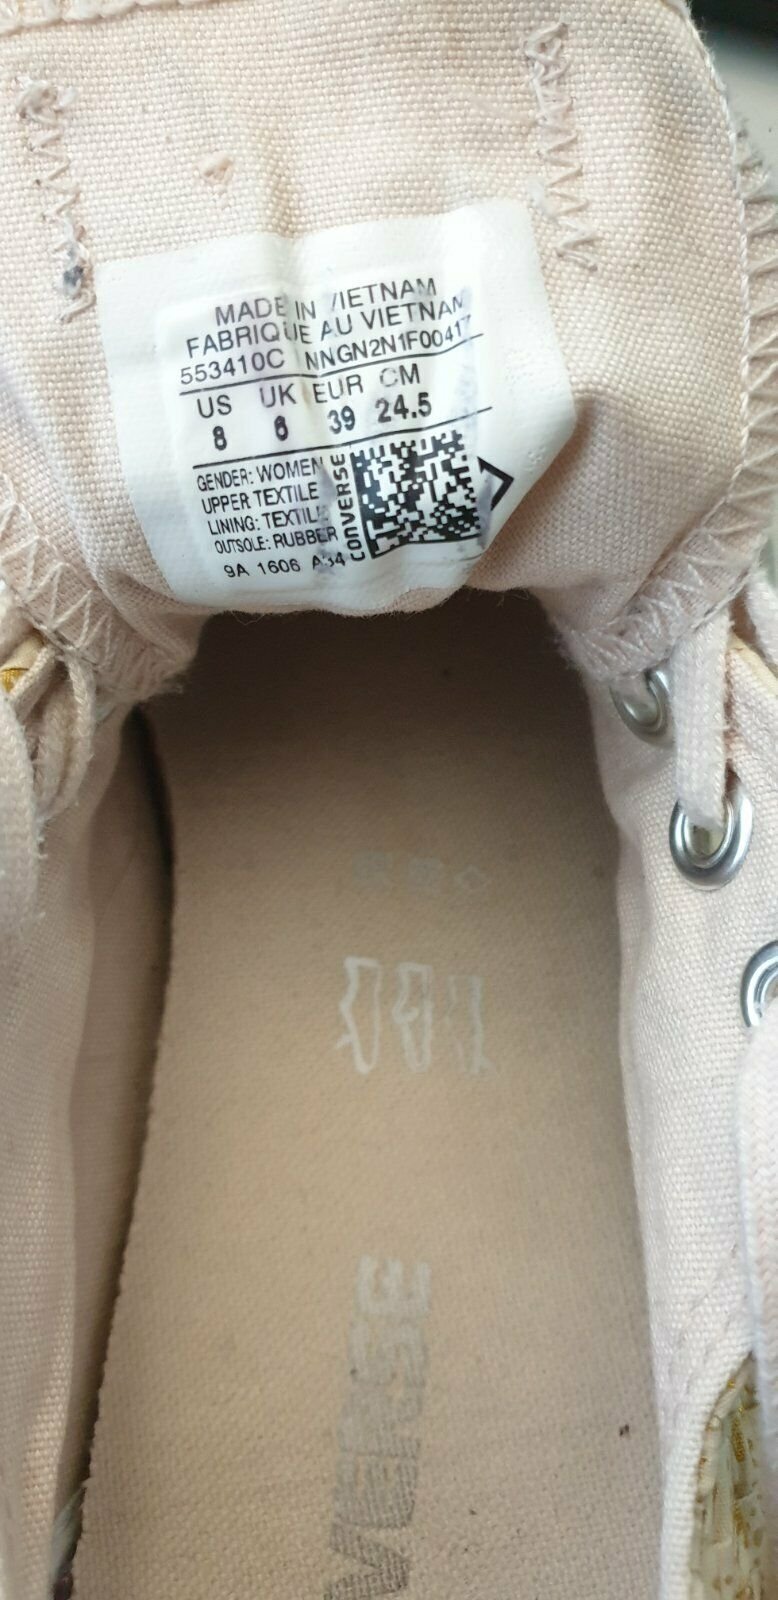 MADE IN VIETNAM
FABRIQUE AU VIETNAM
553410C NNGN2N1F00417
US UK EUR CM
8 6 39 24.5
GENDER: WOMEN
UPPER TEXTILE
LINING: TEXTILE
OUTSOLE: RUBBER
9A 1606
CONVERSE
VERSE